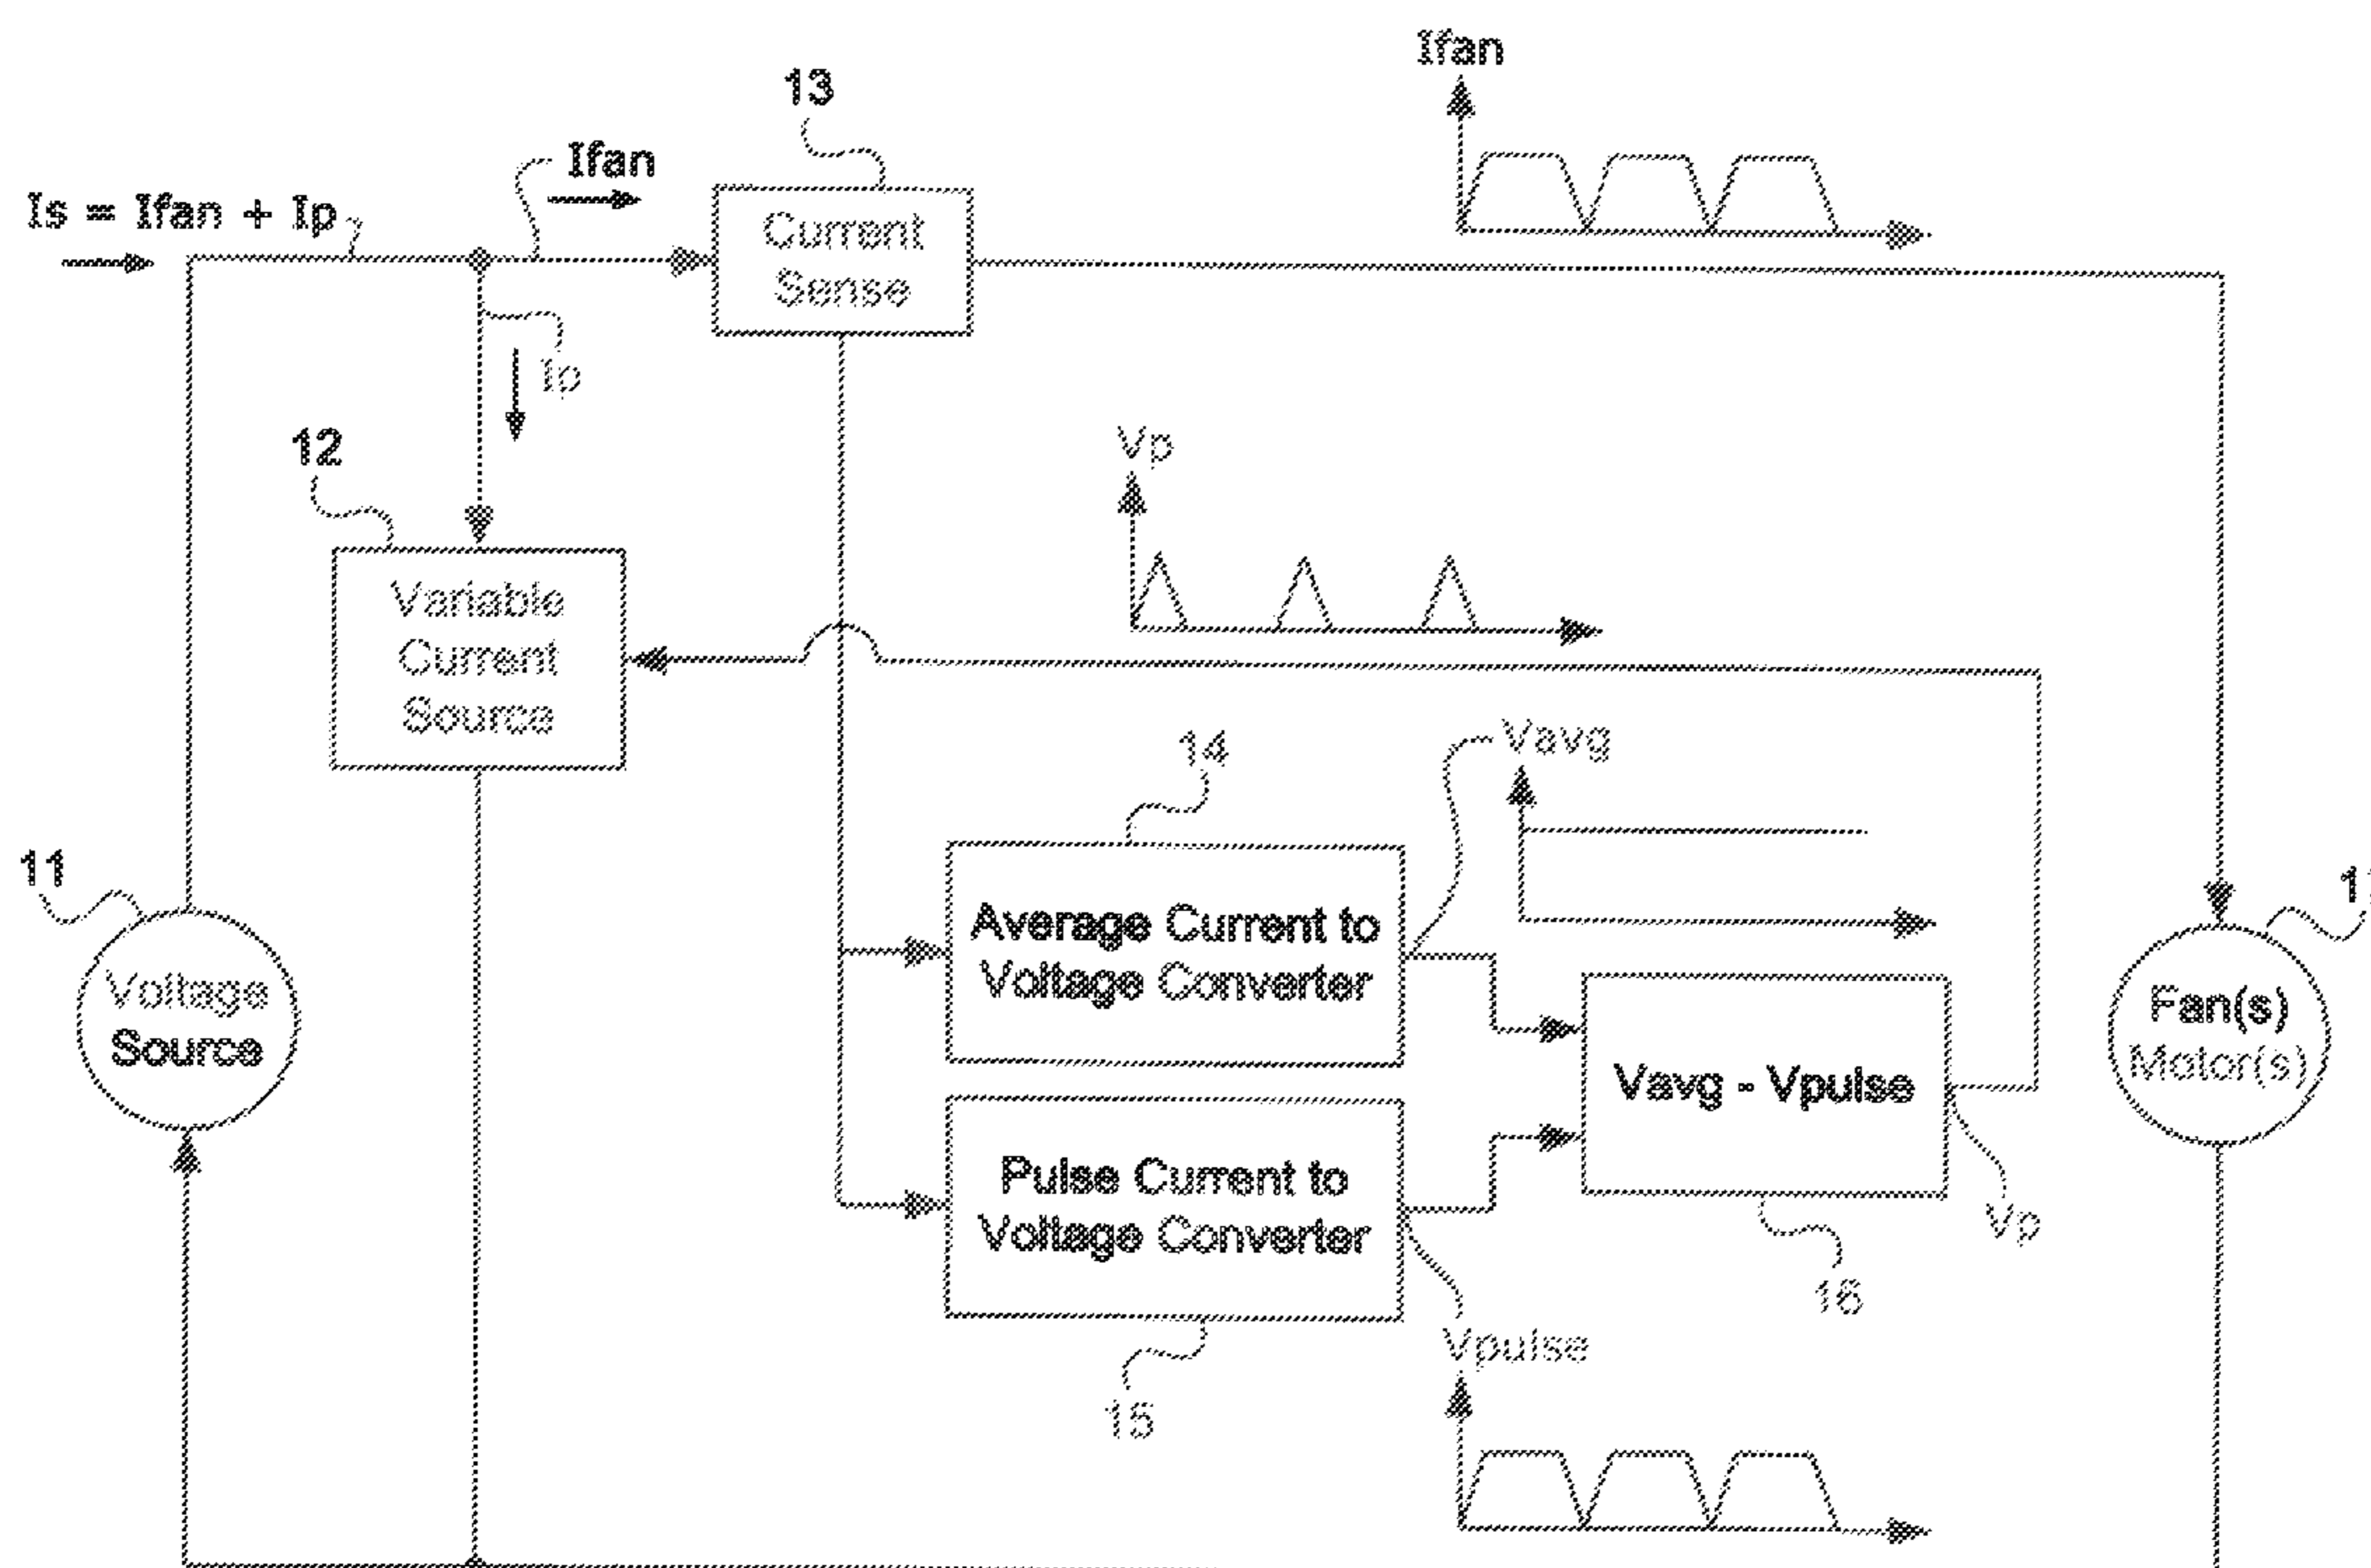 Ifan
13
Ifan
Is = Ifan + Ip
Current
Sense
Ip
12
Vp
Variable
Current
Source
Vavg
14
11
Average Current to
Voltage Converter
Voltage
Source
Fan(s)
Motor(s)
Vavg - Vpulse
Pulse Current to
Voltage Converter
Vp
16
Vpulse
15